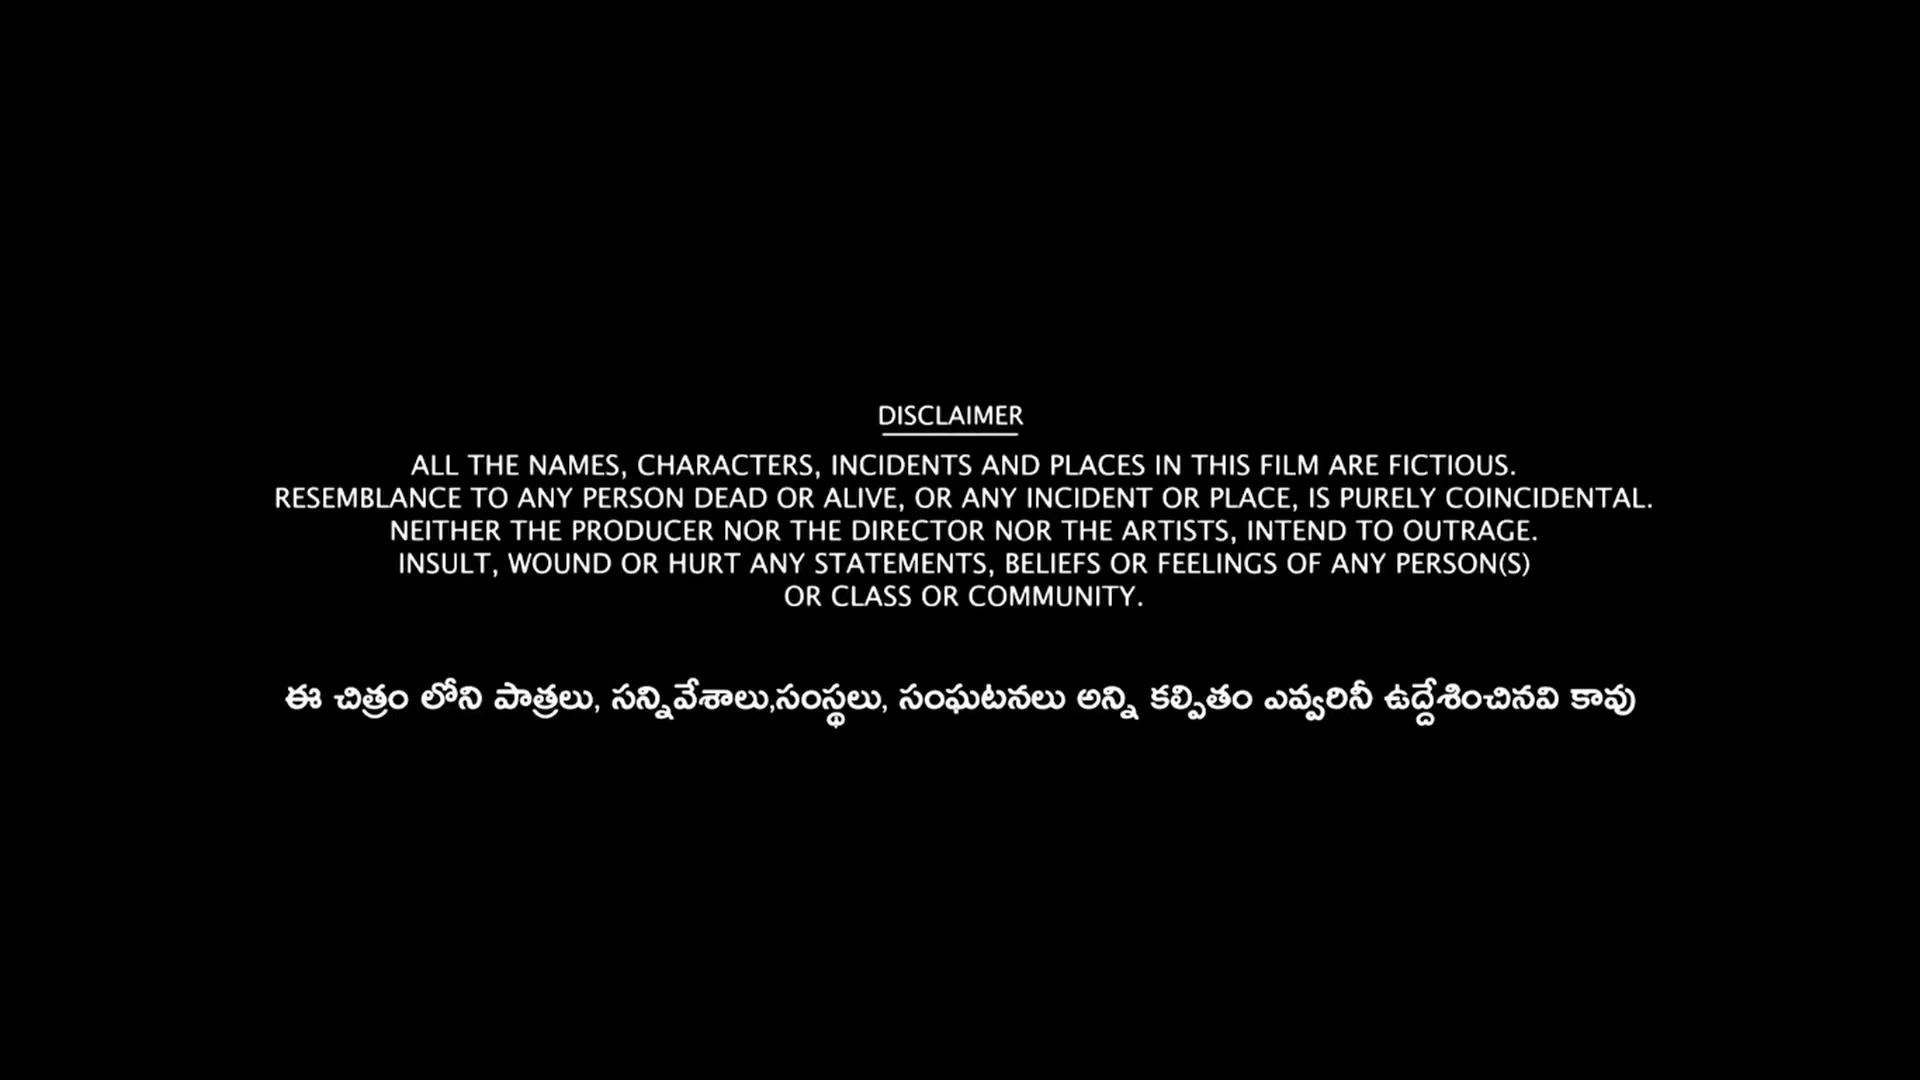 DISCLAIMER
ALL THE NAMES, CHARACTERS, INCIDENTS AND PLACES IN THIS FILM ARE FICTIOUS.
RESEMBLANCE TO ANY PERSON DEAD OR ALIVE, OR ANY INCIDENT OR PLACE, IS PURELY COINCIDENTAL.
NEITHER THE PRODUCER NOR THE DIRECTOR NOR THE ARTISTS, INTEND TO OUTRAGE.
INSULT, WOUND OR HURT ANY STATEMENTS, BELIEFS OR FEELINGS OF ANY PERSON(S)
OR CLASS OR COMMUNITY.
ఈ చిత్రం లోని పాత్రలు, సన్నివేశాలు,సంస్థలు, సంఘటనలు అన్ని కల్పితం ఎవ్వరినీ ఉద్దేశించినవి కావు